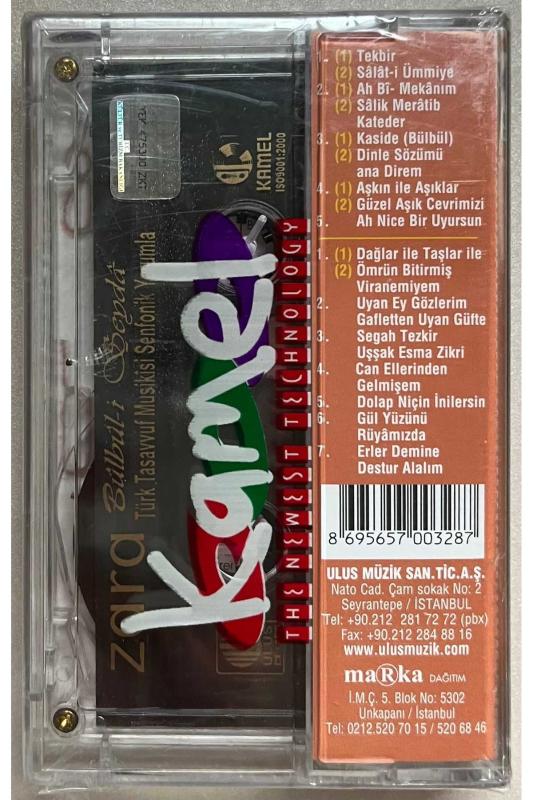 1. (1) Tekbir
(2) Sâlât-i Ümmiye
2. (1) Ah Bî- Mekânım
(2) Sâlik Merâtib
Kateder
3. (1) Kaside (Bülbül)
(2) Dinle Sözümü
ana Direm
4. (1) Aşkın ile Aşıklar
(2) Güzel Aşık Cevrimizi
5. Ah Nice Bir Uyursun
1. (1) Dağlar ile Taşlar ile
(2) Ömrün Bitirmiş
Viranemiyem
2. Uyan Ey Gözlerim
Gafletten Uyan Güfte
3. Segah Tezkir
Uşşak Esma Zikri
4. Can Ellerinden
Gelmişem
5. Dolap Niçin İnilersin
6. Gül Yüzünü
Rüyâmızda
7. Erler Demine
Destur Alalım
8 695657 003287
ULUS MÜZİK SAN.TİC.A.Ş.
Nato Cad. Çam sokak No: 2
Seyrantepe / İSTANBUL
Tel: +90.212 281 72 72 (pbx)
Fax: +90.212 284 88 16
www.ulusmuzik.com
maRka DAĞITIM
İ.M.Ç. 5. Blok No: 5302
Unkapanı / İstanbul
Tel: 0212.520 70 15 / 520 68 46
Kamel
THE NEWEST TECHNOLOGY
zara Bülbül-i Şeydâ
Türk Tasavvuf Musikisi Senfonik Yorumla
KAMEL
ISO9001:2000
ULUS